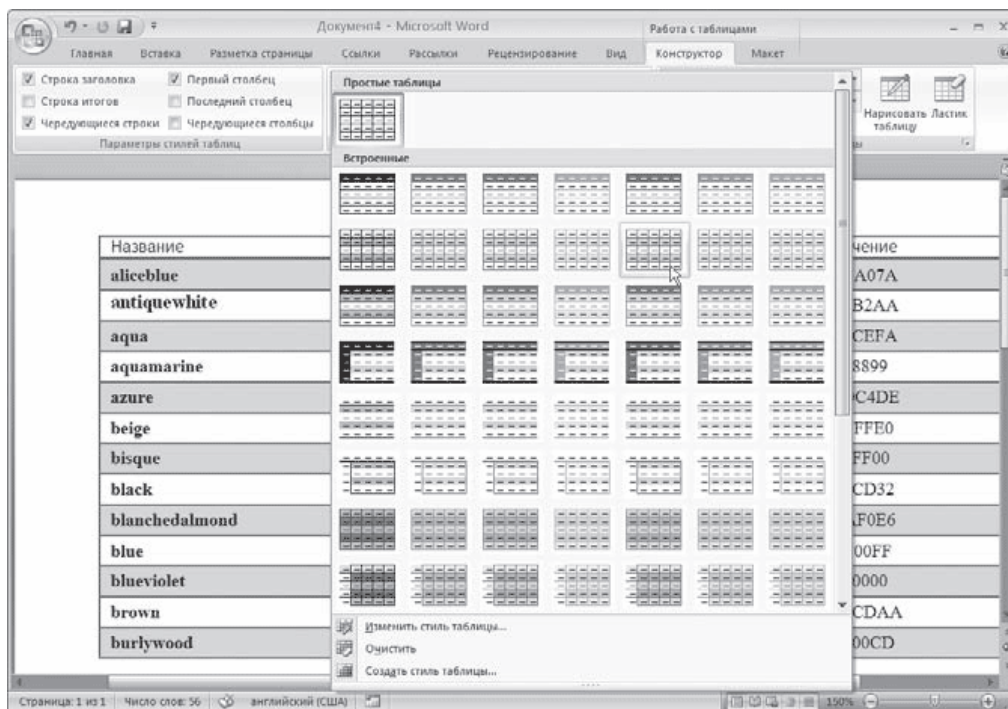 Документ4 - Microsoft Word
Работа с таблицами
Главная Вставка Разметка страницы Ссылки Рассылки Рецензирование Вид Конструктор Макет
Строка заголовка Первый столбец
Строка итогов Последний столбец
Чередующиеся строки Чередующиеся столбцы
Параметры стилей таблиц
Простые таблицы
Встроенные
Нарисовать таблицу
Ластик
Название
aliceblue A07A
antiquewhite B2AA
aqua CEFA
aquamarine 8899
azure C4DE
beige FFE0
bisque FF00
black CD32
blanchedalmond F0E6
blue 00FF
blueviolet 0000
brown CDAA
burlywood 00CD
Изменить стиль таблицы...
Очистить
Создать стиль таблицы...
Страница: 1 из 1 Число слов: 56 английский (США) 150%